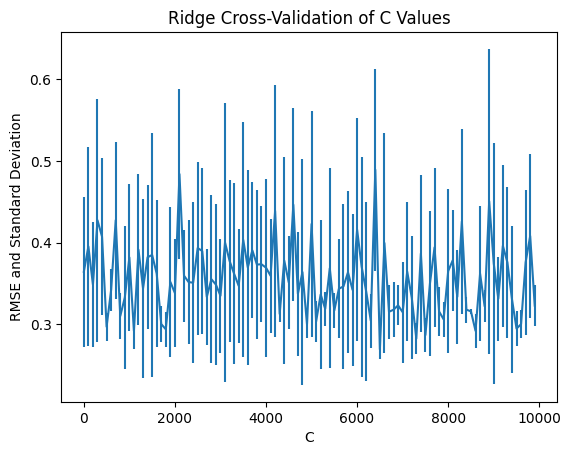 Ridge Cross-Validation of C Values
RMSE and Standard Deviation
0.6
0.5
0.4
0.3
0 2000 4000 6000 8000 10000
C